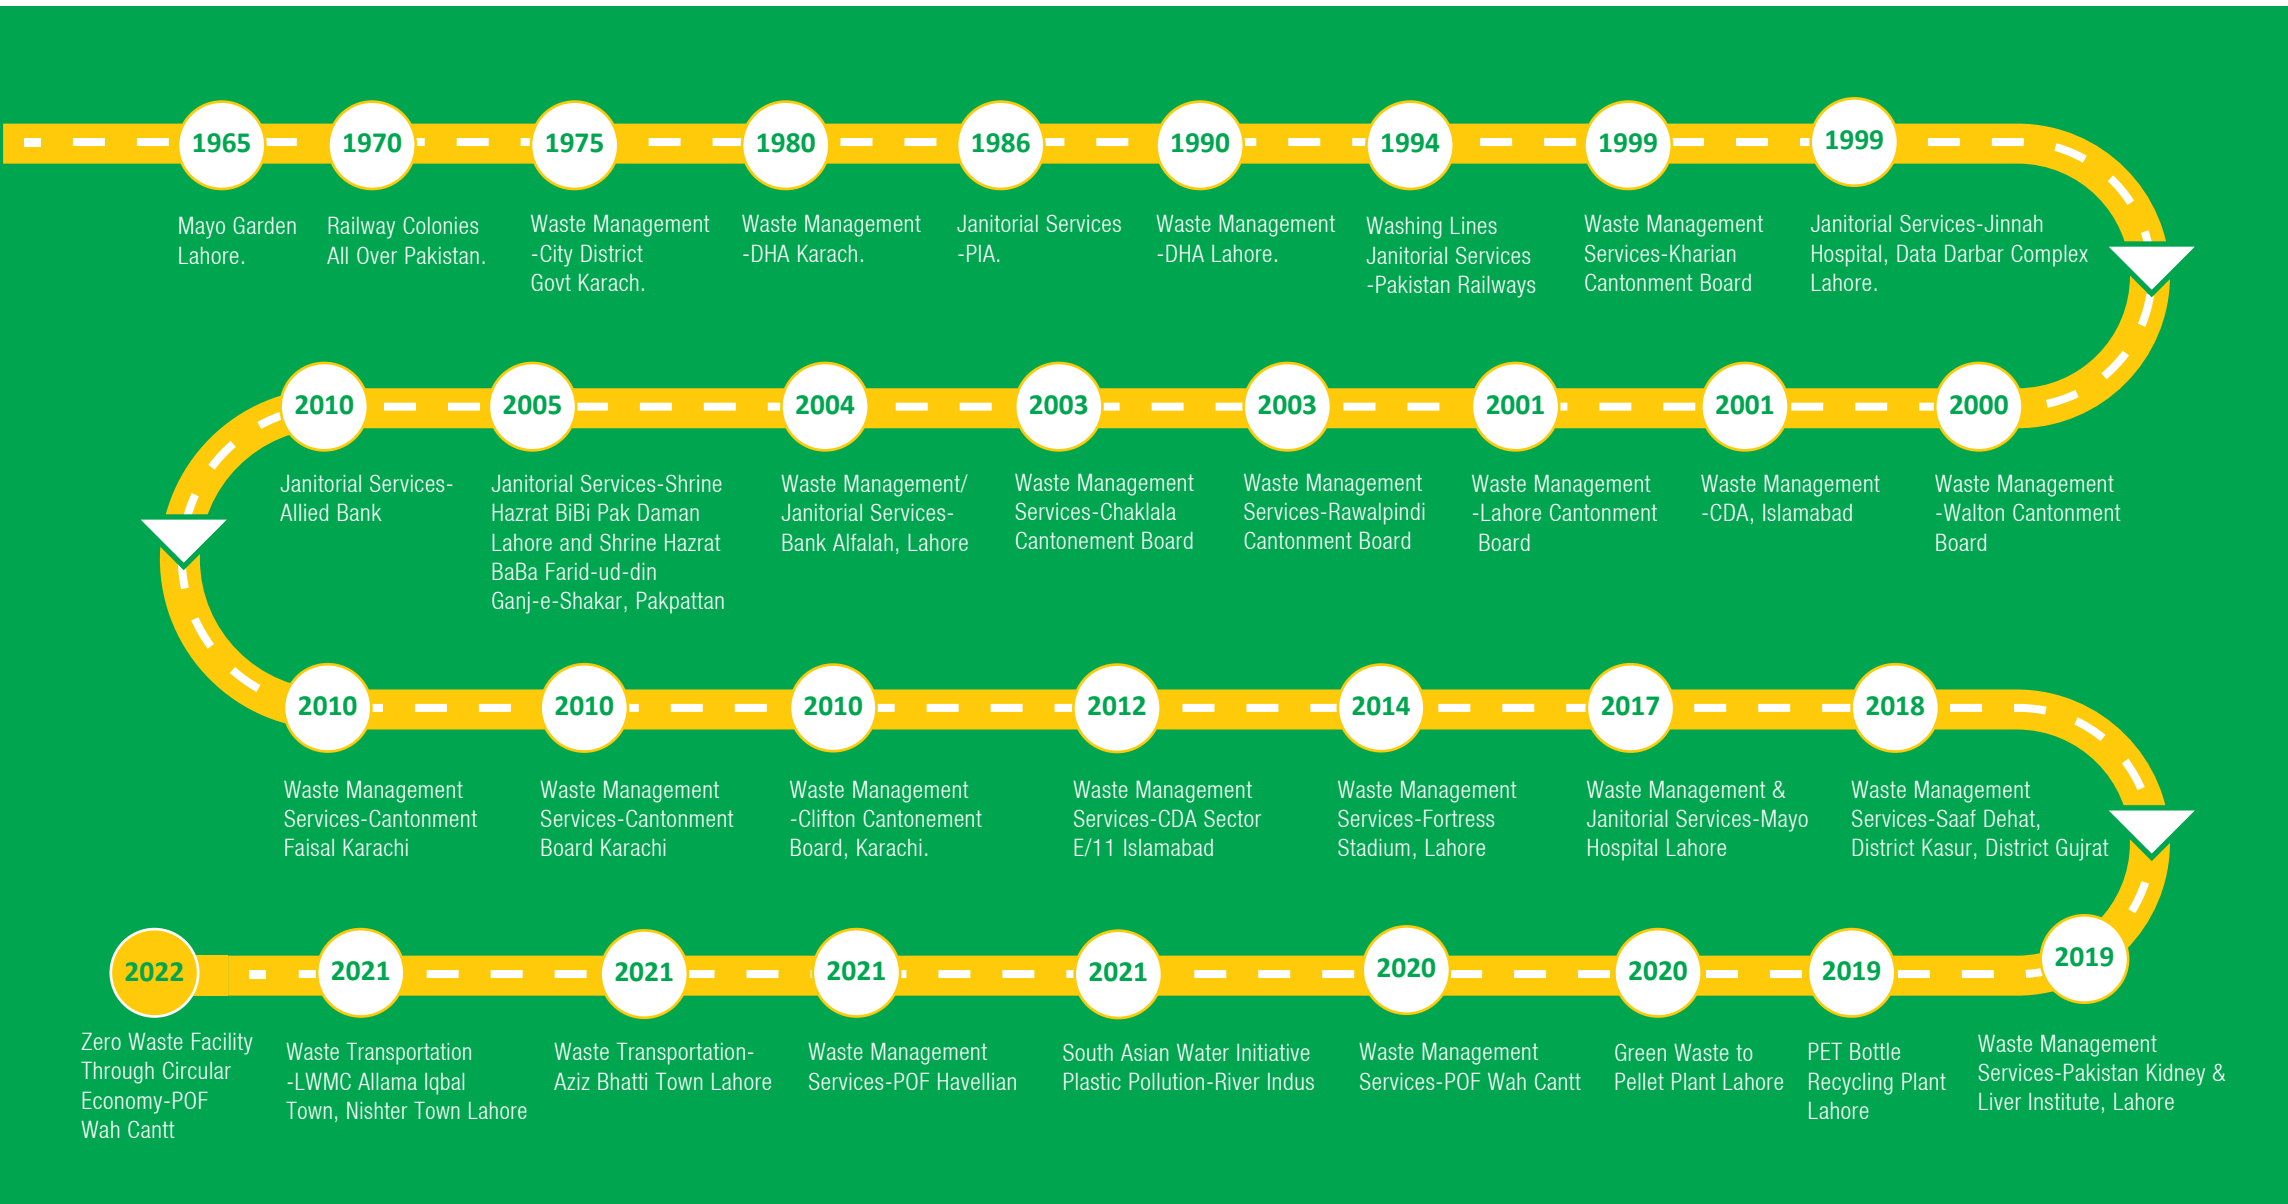 1965
Mayo Garden
Lahore.
1970
Railway Colonies
All Over Pakistan.
1975
Waste Management
-City District
Govt Karach.
1980
Waste Management
-DHA Karach.
1986
Janitorial Services
-PIA.
1990
Waste Management
-DHA Lahore.
1994
Washing Lines
Janitorial Services
-Pakistan Railways
1999
Waste Management
Services-Kharian
Cantonment Board
1999
Janitorial Services-Jinnah
Hospital, Data Darbar Complex
Lahore.
2000
Waste Management
-Walton Cantonment
Board
2001
Waste Management
-CDA, Islamabad
2001
Waste Management
-Lahore Cantonment
Board
2003
Waste Management
Services-Rawalpindi
Cantonment Board
2003
Waste Management
Services-Chaklala
Cantonement Board
2004
Waste Management/
Janitorial Services-
Bank Alfalah, Lahore
2005
Janitorial Services-Shrine
Hazrat BiBi Pak Daman
Lahore and Shrine Hazrat
BaBa Farid-ud-din
Ganj-e-Shakar, Pakpattan
2010
Janitorial Services-
Allied Bank
2010
Waste Management
Services-Cantonment
Faisal Karachi
2010
Waste Management
Services-Cantonment
Board Karachi
2010
Waste Management
-Clifton Cantonement
Board, Karachi.
2012
Waste Management
Services-CDA Sector
E/11 Islamabad
2014
Waste Management
Services-Fortress
Stadium, Lahore
2017
Waste Management &
Janitorial Services-Mayo
Hospital Lahore
2018
Waste Management
Services-Saaf Dehat,
District Kasur, District Gujrat
2019
Waste Management
Services-Pakistan Kidney &
Liver Institute, Lahore
2019
PET Bottle
Recycling Plant
Lahore
2020
Green Waste to
Pellet Plant Lahore
2020
Waste Management
Services-POF Wah Cantt
2021
South Asian Water Initiative
Plastic Pollution-River Indus
2021
Waste Management
Services-POF Havellian
2021
Waste Transportation-
Aziz Bhatti Town Lahore
2021
Waste Transportation
-LWMC Allama Iqbal
Town, Nishter Town Lahore
2022
Zero Waste Facility
Through Circular
Economy-POF
Wah Cantt